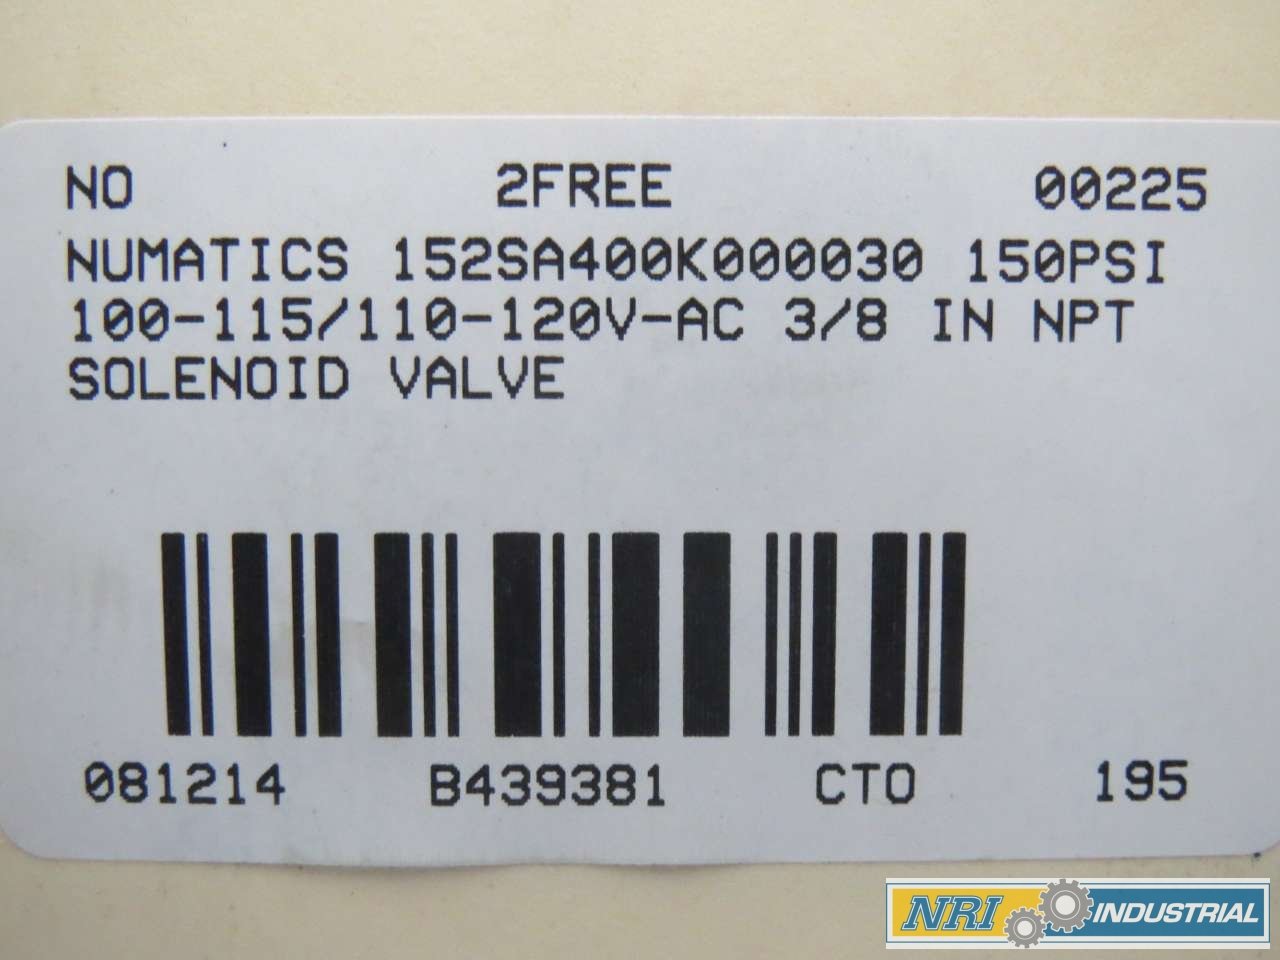 NO 2FREE 00225
NUMATICS 152SA400K000030 150PSI
100-115/110-120V-AC 3/8 IN NPT
SOLENOID VALVE
081214 B439381 CTO 195
NRI INDUSTRIAL